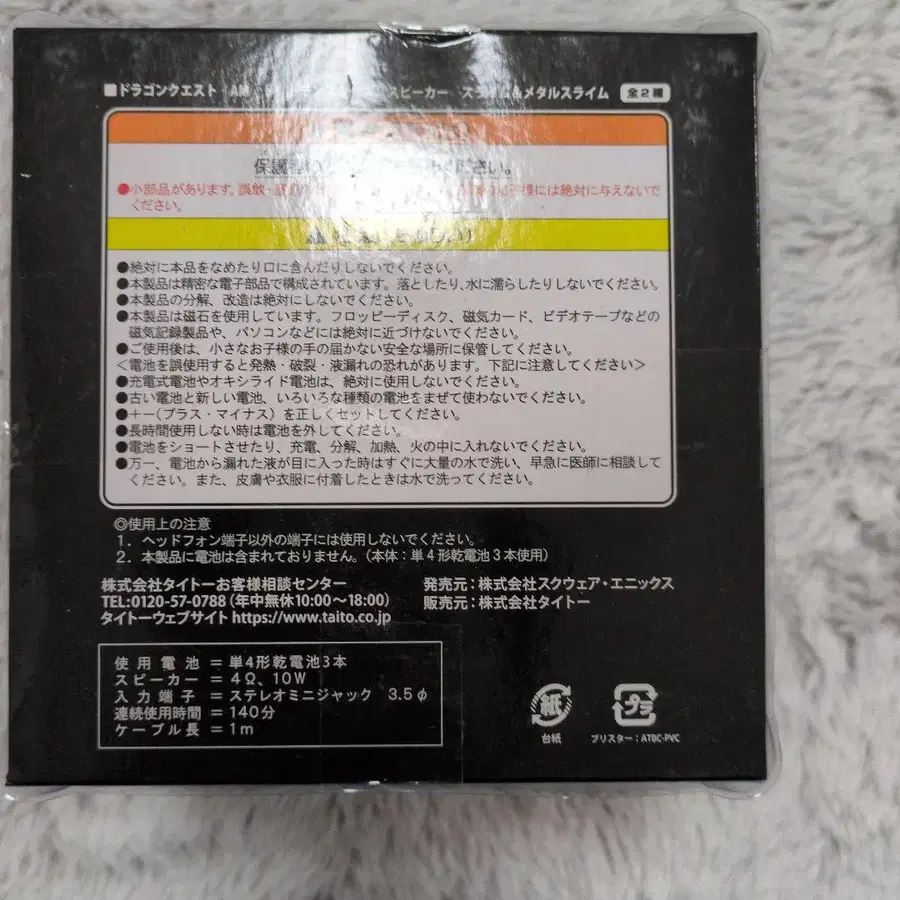 ■ドラゴンクエスト AM スピーカー スライム&メタルスライム 全2種
保護者 ください。
●小部品があります。誤飲・ には絶対に与えないで
ください。
●絶対に本品をなめたり口に含んだりしないでください。
●本製品は精密な電子部品で構成されています。落としたり、水に濡らしたりしないでください。
●本製品の分解、改造は絶対にしないでください。
●本製品は磁石を使用しています。フロッピーディスク、磁気カード、ビデオテープなどの
磁気記録製品や、パソコンなどには絶対に近づけないでください。
●ご使用後は、小さなお子様の手の届かない安全な場所に保管してください。
<電池を誤使用すると発熱・破裂・液漏れの恐れがあります。下記に注意してください>
●充電式電池やオキシライド電池は、絶対に使用しないでください。
●古い電池と新しい電池、いろいろな種類の電池をまぜて使わないでください。
●+-(プラス・マイナス)を正しくセットしてください。
●長時間使用しない時は電池を外してください。
●電池をショートさせたり、充電、分解、加熱、火の中に入れないでください。
●万一、電池から漏れた液が目に入った時はすぐに大量の水で洗い、早急に医師に相談して
ください。また、皮膚や衣服に付着したときは水で洗ってください。
◎使用上の注意
1. ヘッドフォン端子以外の端子には使用しないでください。
2. 本製品に電池は含まれておりません。(本体:単4形乾電池3本使用)
株式会社タイトーお客様相談センター
TEL:0120-57-0788(年中無休10:00〜18:00)
タイトーウェブサイト https://www.taito.co.jp
発売元:株式会社スクウェア・エニックス
販売元:株式会社タイトー
使用電池 = 単4形乾電池3本
スピーカー = 4Ω、10W
入力端子 = ステレオミニジャック 3.5φ
連続使用時間 = 140分
ケーブル長 = 1m
紙
台紙
プラ
ブリスター:ATBC-PVC